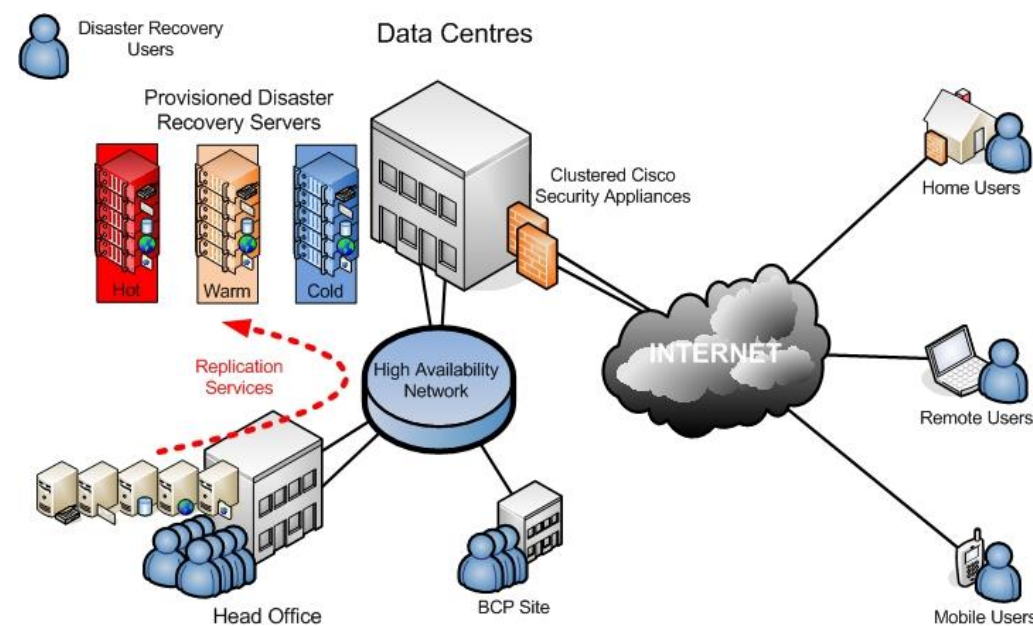 Disaster Recovery
Users
Data Centres
Provisioned Disaster
Recovery Servers
Clustered Cisco
Security Appliances
Home Users
Hot
Warm
Cold
INTERNET
Replication
Services
High Availability
Network
Remote Users
Head Office
BCP Site
Mobile Users